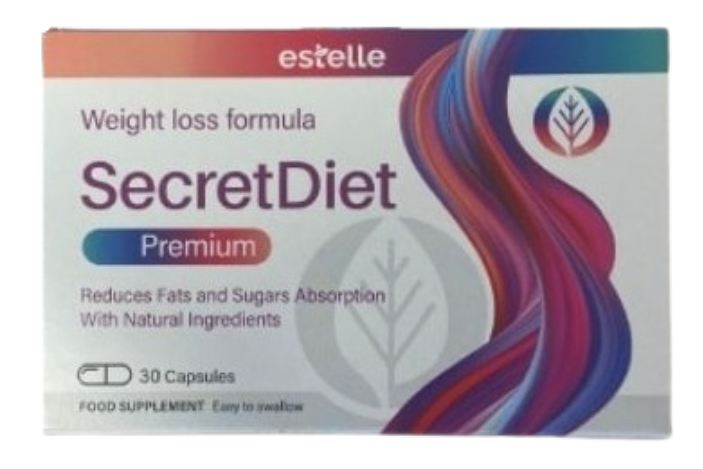 estelle
Weight loss formula
SecretDiet
Premium
Reduces Fats and Sugars Absorption
With Natural Ingredients
30 Capsules
FOOD SUPPLEMENT Easy to swallow